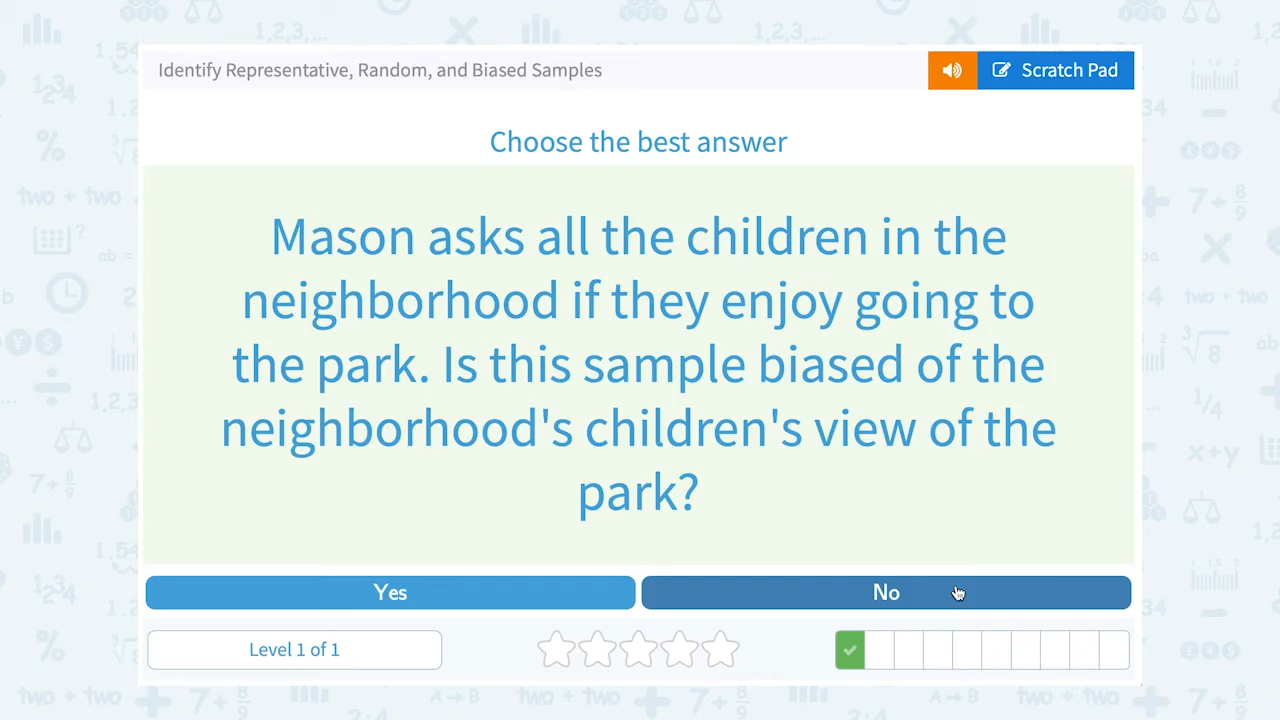 Identify Representative, Random, and Biased Samples
Scratch Pad
Choose the best answer
Mason asks all the children in the
neighborhood if they enjoy going to
the park. Is this sample biased of the
neighborhood's children's view of the
park?
Yes
No
Level 1 of 1